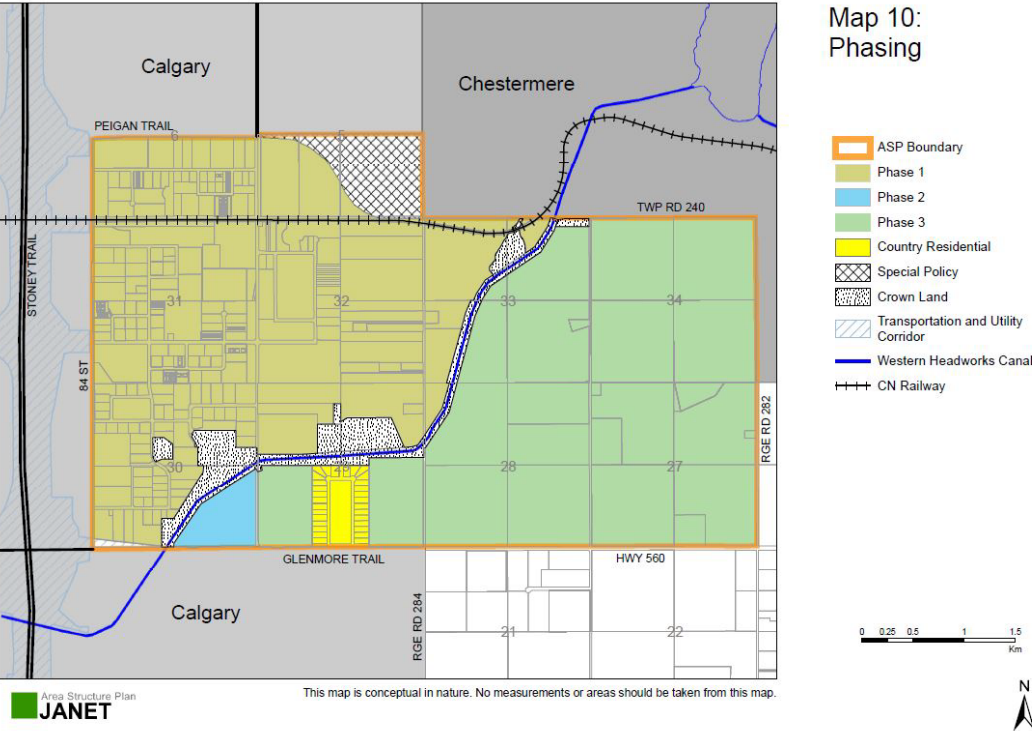 Map 10:
Phasing
Calgary
Chestermere
PEIGAN TRAIL
6
5
TWP RD 240
STONEY TRAIL
31
32
33
34
84 ST
RGE RD 282
30
29
28
27
GLENMORE TRAIL
HWY 560
Calgary
RGE RD 284
21
22
ASP Boundary
Phase 1
Phase 2
Phase 3
Country Residential
Special Policy
Crown Land
Transportation and Utility
Corridor
Western Headworks Canal
CN Railway
0 0.25 0.5 1 1.5
Km
N
Area Structure Plan
JANET
This map is conceptual in nature. No measurements or areas should be taken from this map.